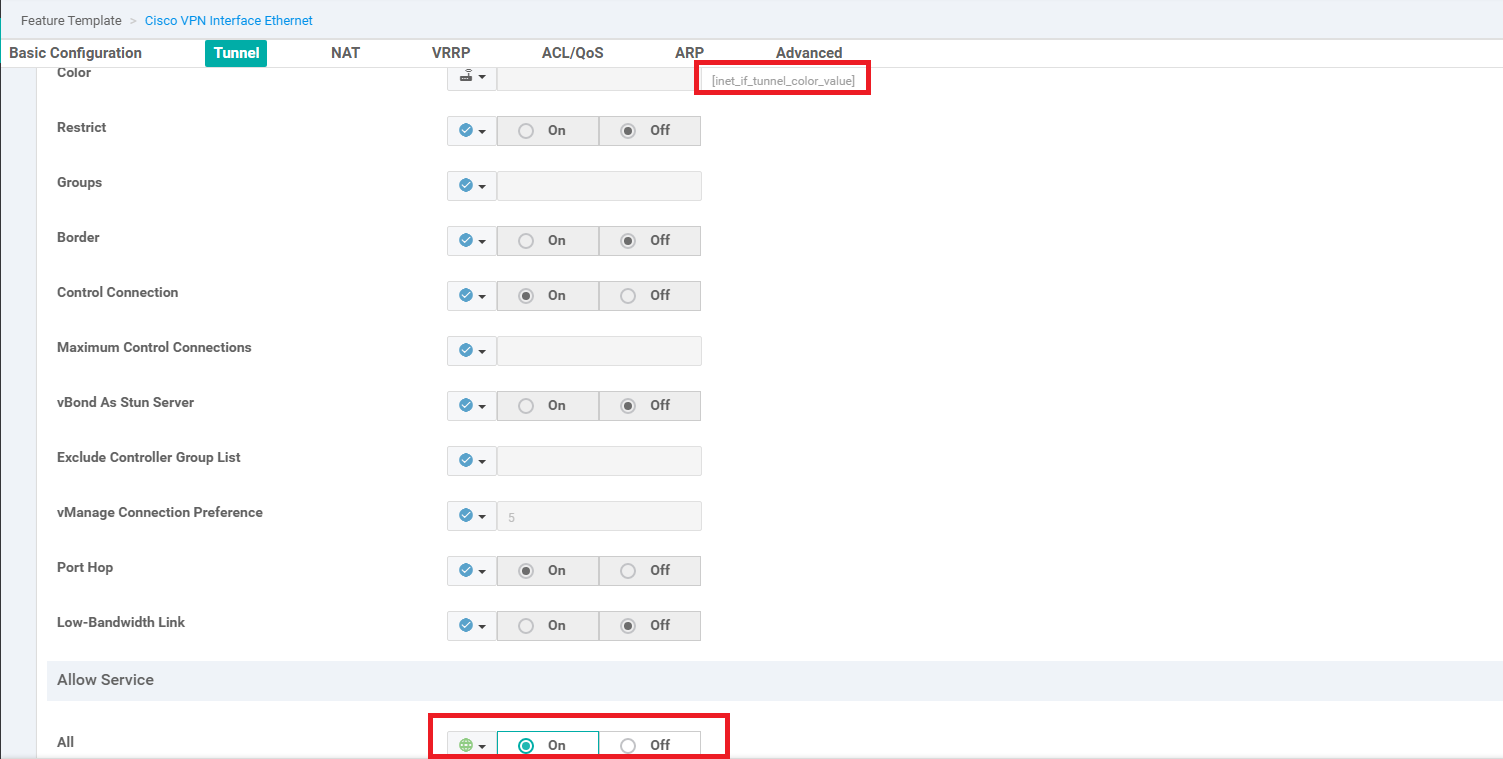 Feature Template > Cisco VPN Interface Ethernet
Basic Configuration Tunnel NAT VRRP ACL/QoS ARP Advanced
Color [inet_if_tunnel_color_value]
Restrict On Off
Groups
Border On Off
Control Connection On Off
Maximum Control Connections
vBond As Stun Server On Off
Exclude Controller Group List
vManage Connection Preference 5
Port Hop On Off
Low-Bandwidth Link On Off
Allow Service
All On Off